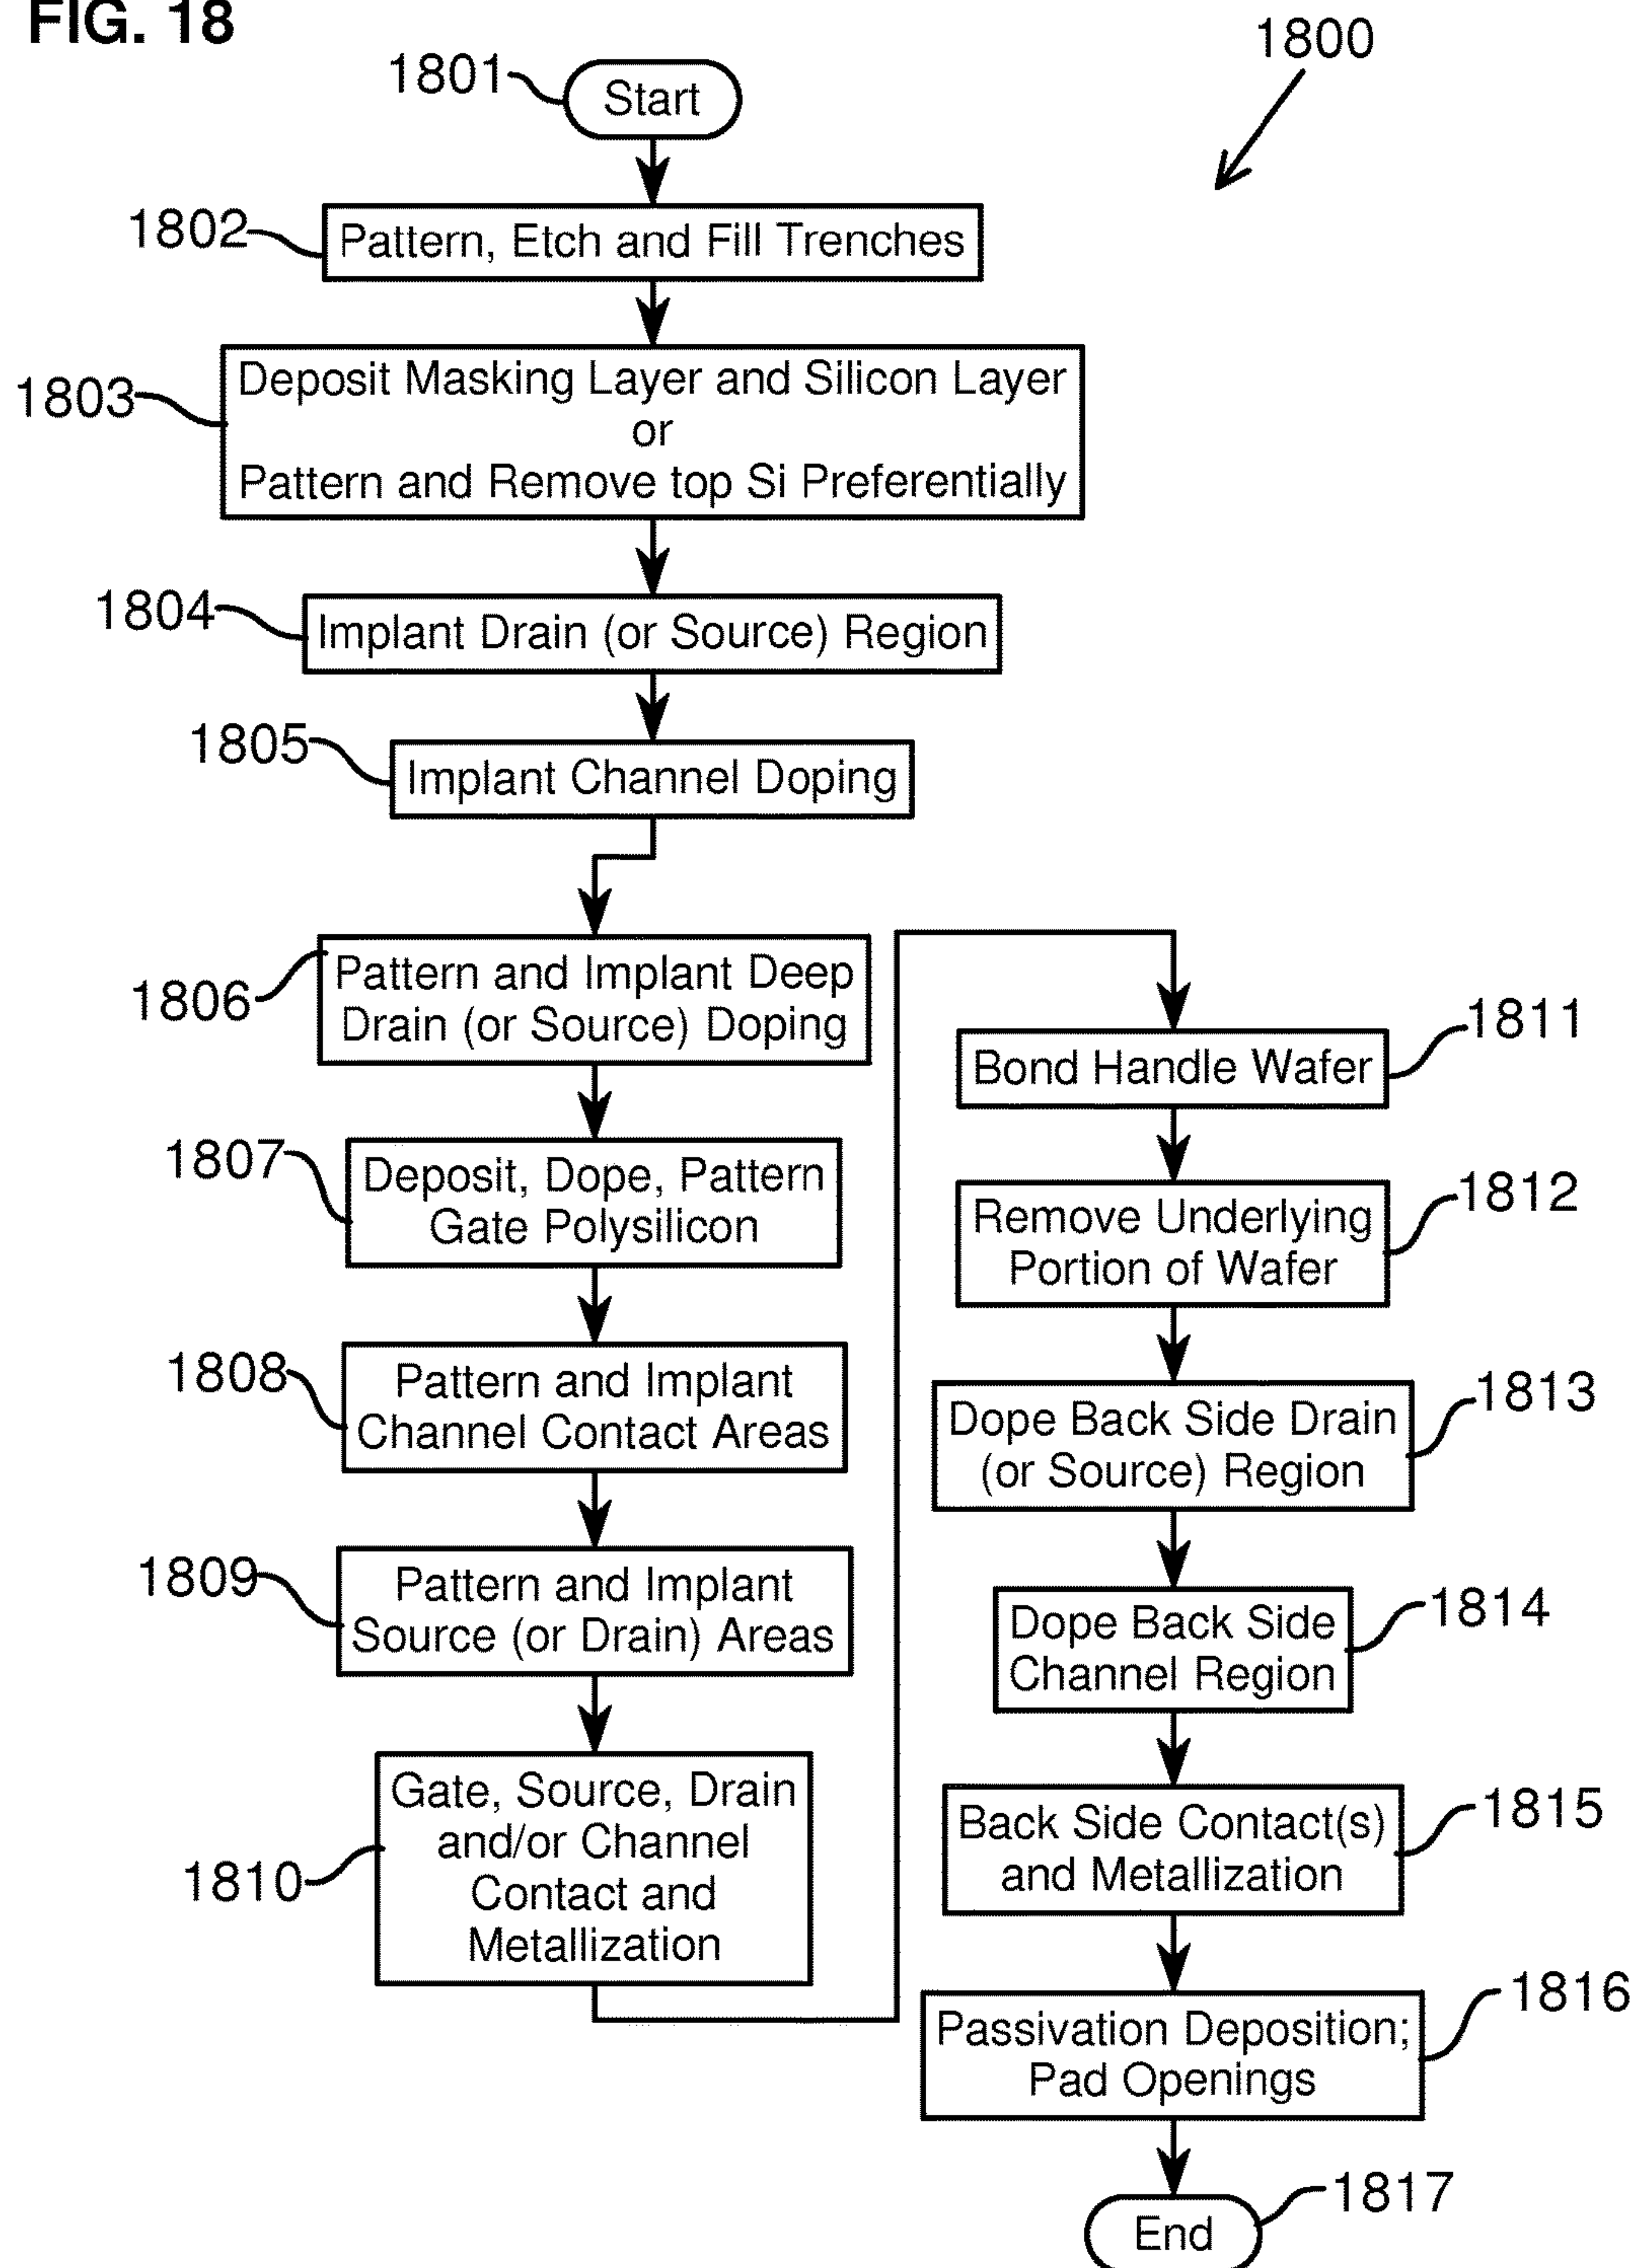 FIG. 18
1800
1801
Start
1802
Pattern, Etch and Fill Trenches
1803
Deposit Masking Layer and Silicon Layer
or
Pattern and Remove top Si Preferentially
1804
Implant Drain (or Source) Region
1805
Implant Channel Doping
1806
Pattern and Implant Deep
Drain (or Source) Doping
1807
Deposit, Dope, Pattern
Gate Polysilicon
1808
Pattern and Implant
Channel Contact Areas
1809
Pattern and Implant
Source (or Drain) Areas
1810
Gate, Source, Drain
and/or Channel
Contact and
Metallization
1811
Bond Handle Wafer
1812
Remove Underlying
Portion of Wafer
1813
Dope Back Side Drain
(or Source) Region
1814
Dope Back Side
Channel Region
1815
Back Side Contact(s)
and Metallization
1816
Passivation Deposition;
Pad Openings
1817
End